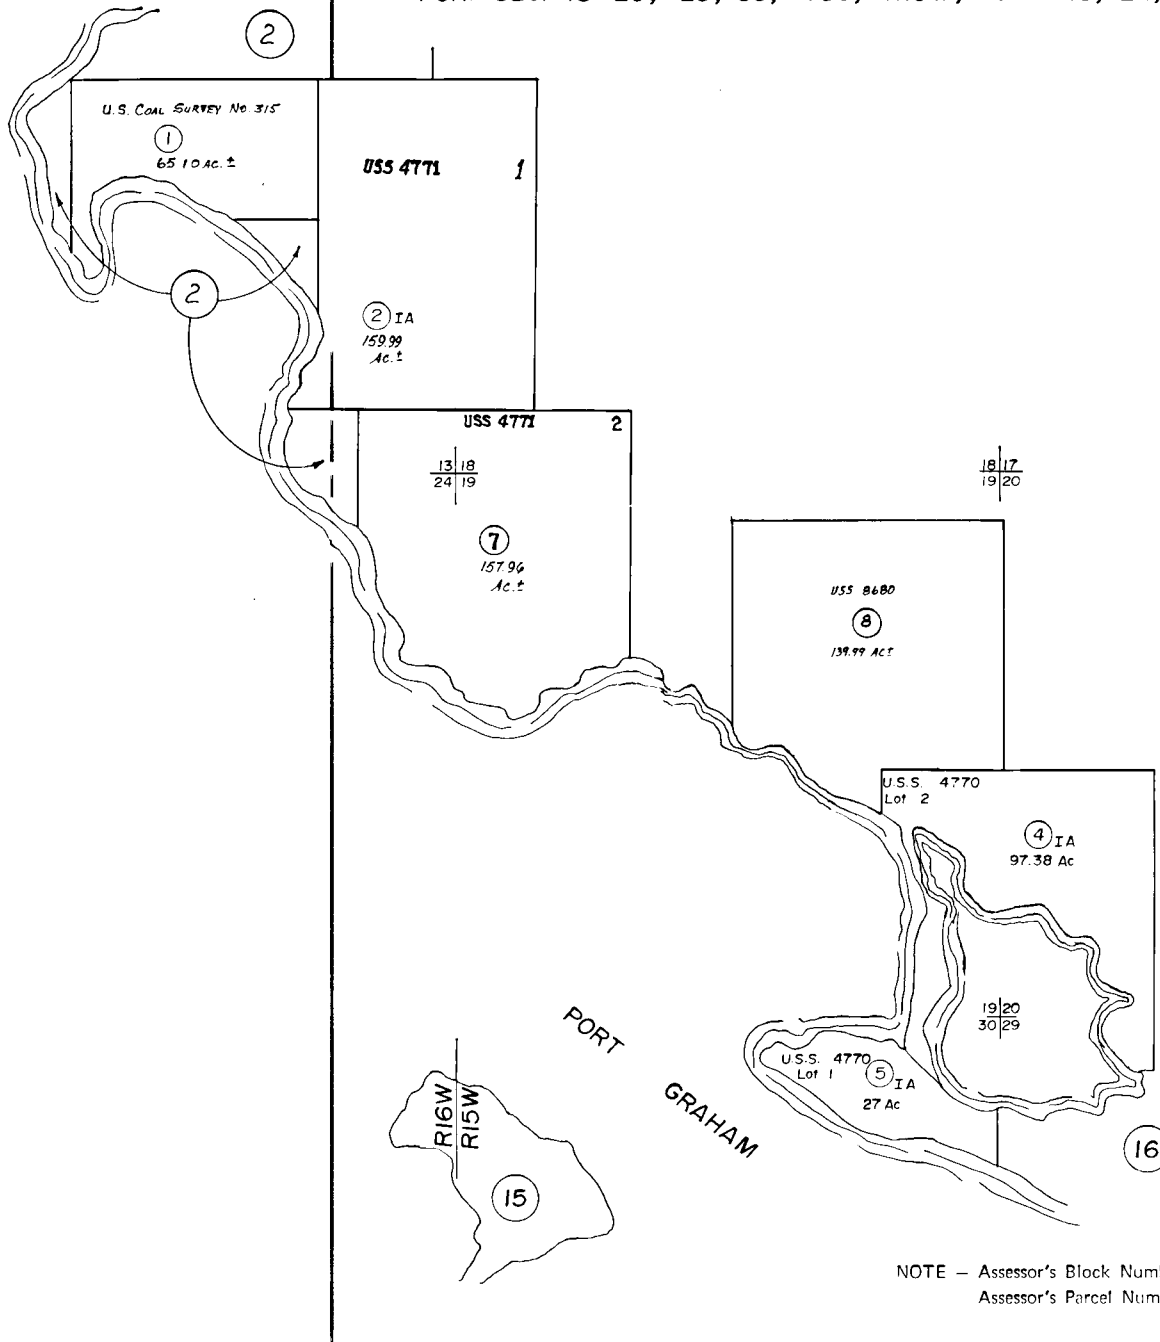 2
U.S. COAL SURVEY NO. 315
1
65.10 AC.±
USS 4771 1
2
2 IA
159.99
AC.±
USS 4771 2
13 18
24 19
18 17
19 20
7
157.96
AC.±
USS 8680
8
139.99 AC±
U.S.S. 4770
Lot 2
4 IA
97.38 Ac
19 20
30 29
PORT
GRAHAM
U.S.S. 4770
Lot 1
5 IA
27 Ac
R16W
R15W
15
16
NOTE – Assessor's Block Num
Assessor's Parcel Num